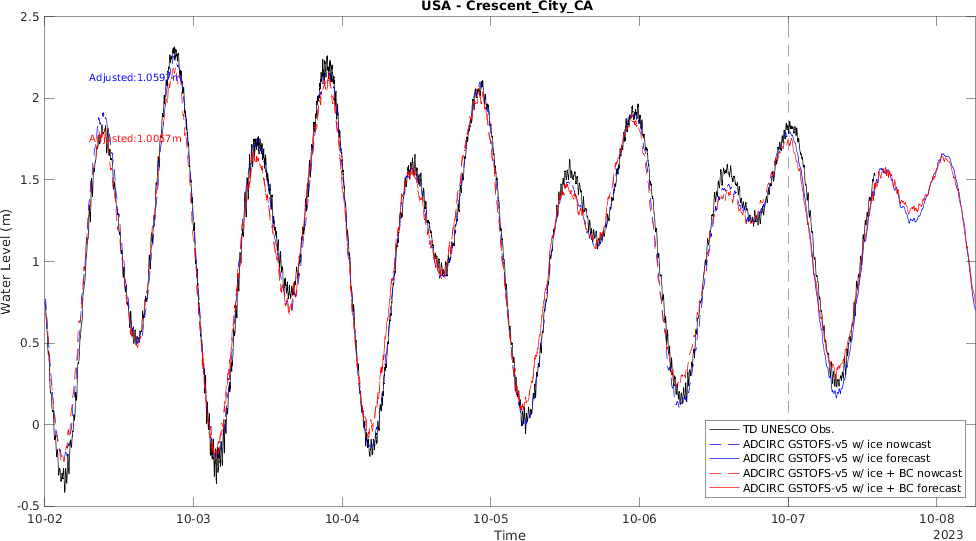 USA - Crescent_City_CA
2.5
2
1.5
1
0.5
0
-0.5
Water Level (m)
Adjusted:1.0597m
Adjusted:1.0057m
TD UNESCO Obs.
ADCIRC GSTOFS-v5 w/ ice nowcast
ADCIRC GSTOFS-v5 w/ ice forecast
ADCIRC GSTOFS-v5 w/ ice + BC nowcast
ADCIRC GSTOFS-v5 w/ ice + BC forecast
10-02 10-03 10-04 10-05 10-06 10-07 10-08
Time
2023